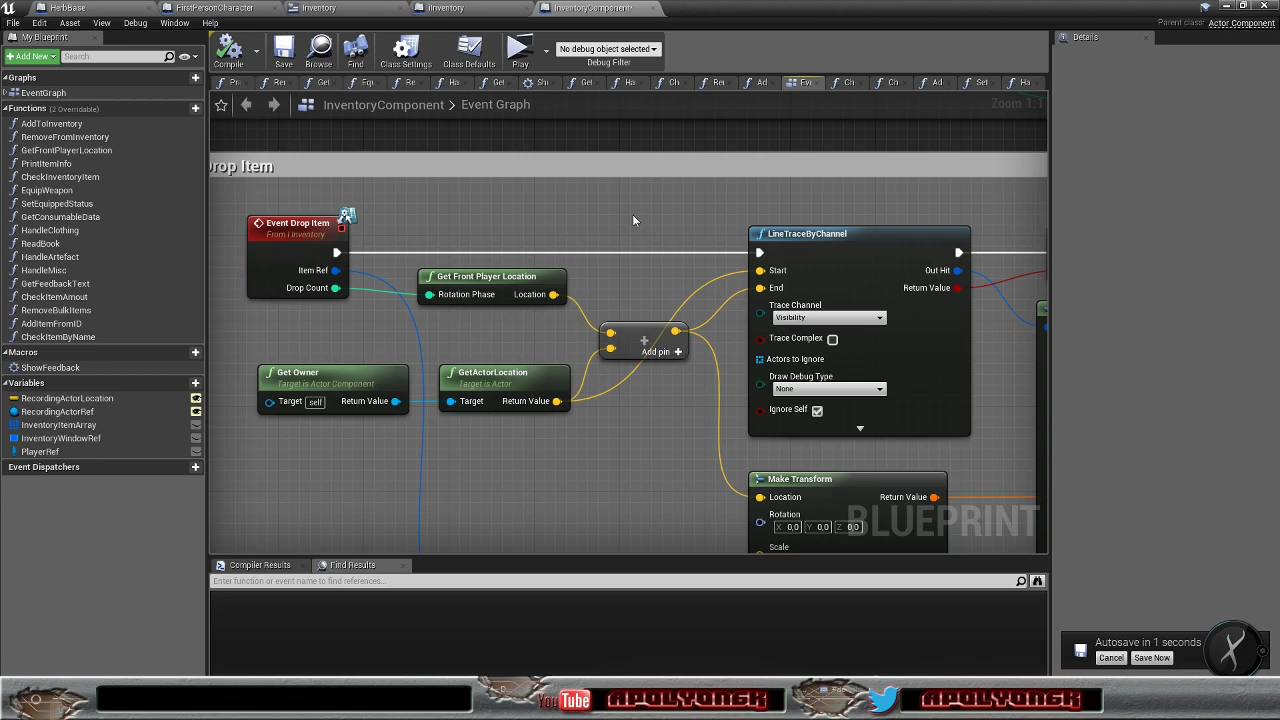 HerbBase
FirstPersonCharacter
Inventory
iInventory
InventoryComponent*
File Edit Asset View Debug Window Help
Parent class: Actor Component
My Blueprint
Add New
Search
Compile
Save
Browse
Find
Class Settings
Class Defaults
Play
No debug object selected
Debug Filter
Details
Graphs
EventGraph
Functions (2 Overridable)
AddToInventory
RemoveFromInventory
GetFrontPlayerLocation
PrintItemInfo
CheckInventoryItem
EquipWeapon
SetEquippedStatus
GetConsumableData
HandleClothing
ReadBook
HandleArtefact
HandleMisc
GetFeedbackText
CheckItemAmout
RemoveBulkItems
AddItemFromID
CheckItemByName
Macros
ShowFeedback
Variables
RecordingActorLocation
RecordingActorRef
InventoryItemArray
InventoryWindowRef
PlayerRef
Event Dispatchers
InventoryComponent > Event Graph
Zoom 1:1
Drop Item
Event Drop Item
From I Inventory
Item Ref
Drop Count
Get Front Player Location
Rotation Phase Location
Add pin
Get Owner
Target is Actor Component
Target self Return Value
GetActorLocation
Target is Actor
Target Return Value
LineTraceByChannel
Start Out Hit
End Return Value
Trace Channel
Visibility
Trace Complex
Actors to Ignore
Draw Debug Type
None
Ignore Self
Make Transform
Location Return Value
Rotation
X 0,0 Y 0,0 Z 0,0
Scale
BLUEPRINT
Compiler Results
Find Results
Enter function or event name to find references...
Autosave in 1 seconds
Cancel Save Now
YouTube APOLYONGK
APOLYONGK